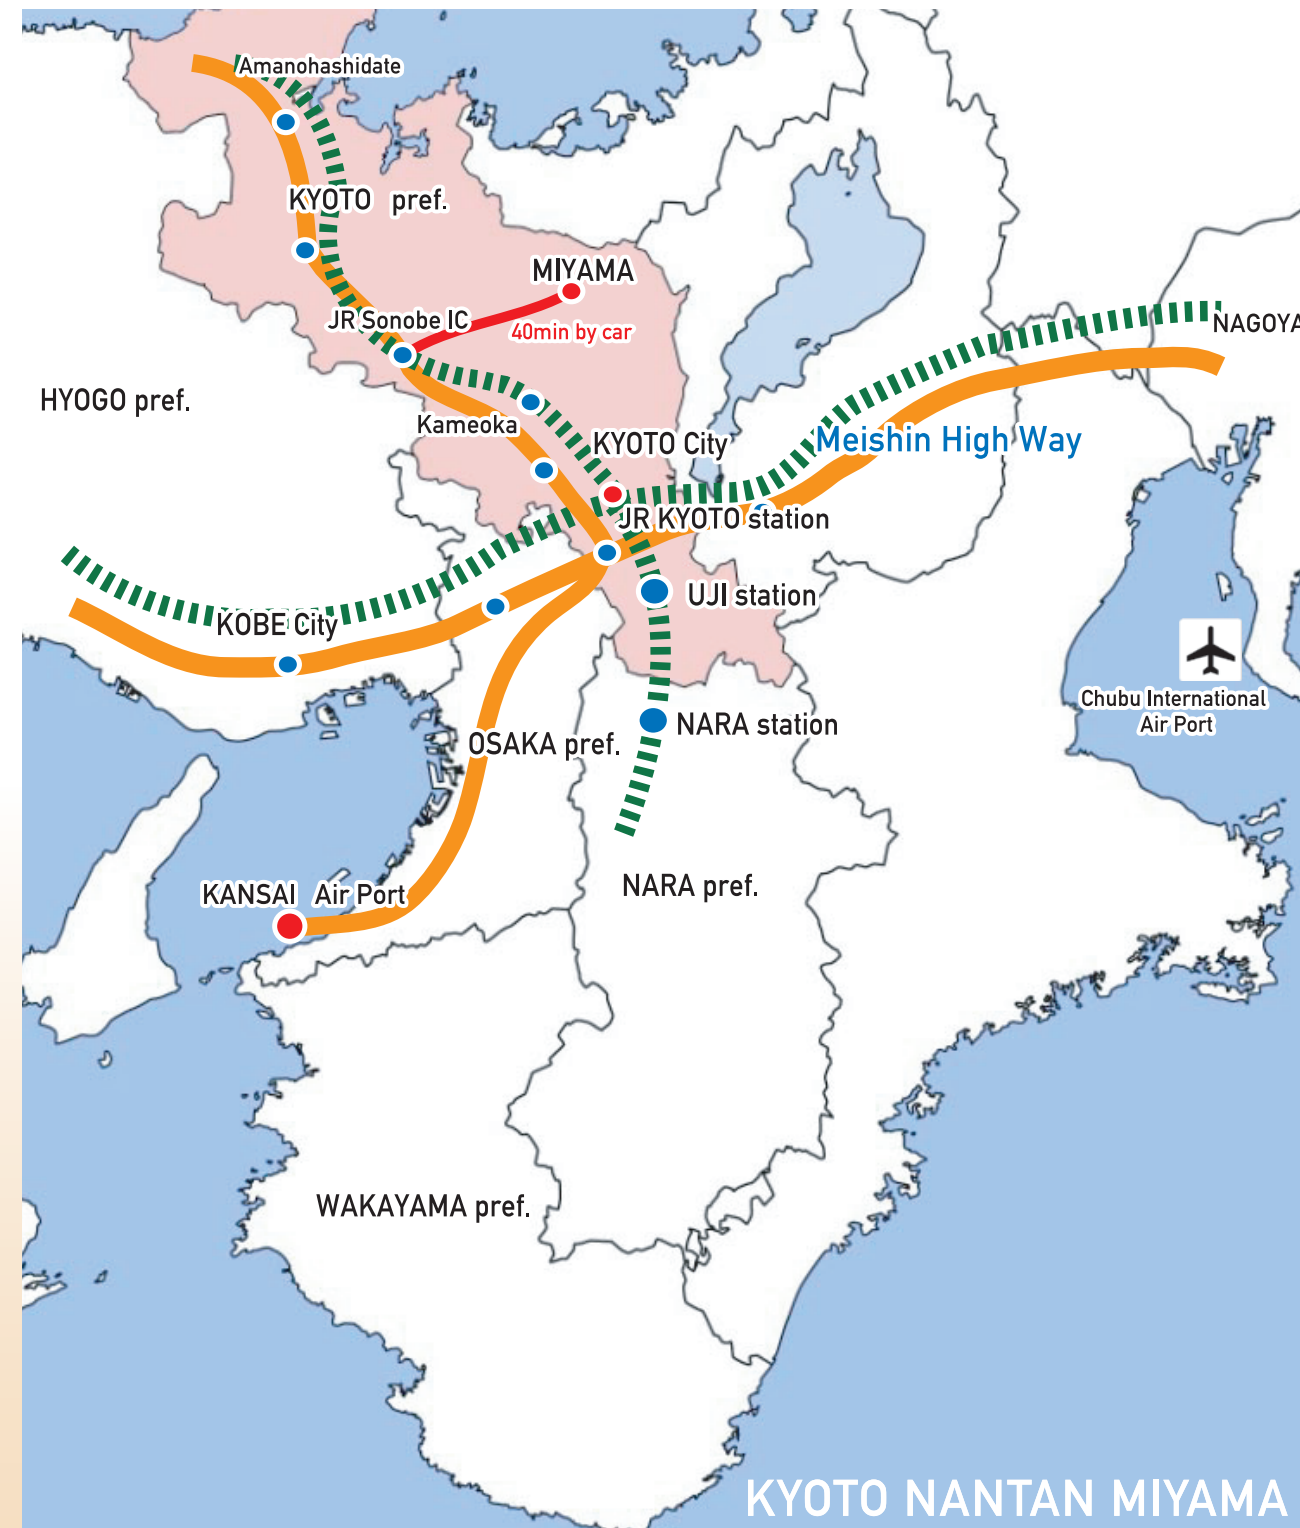 Amanohashidate
KYOTO pref.
MIYAMA
JR Sonobe IC
40min by car
NAGOYA
HYOGO pref.
Kameoka
KYOTO City
Meishin High Way
JR KYOTO station
UJI station
KOBE City
Chubu International
Air Port
NARA station
OSAKA pref.
NARA pref.
KANSAI Air Port
WAKAYAMA pref.
KYOTO NANTAN MIYAMA